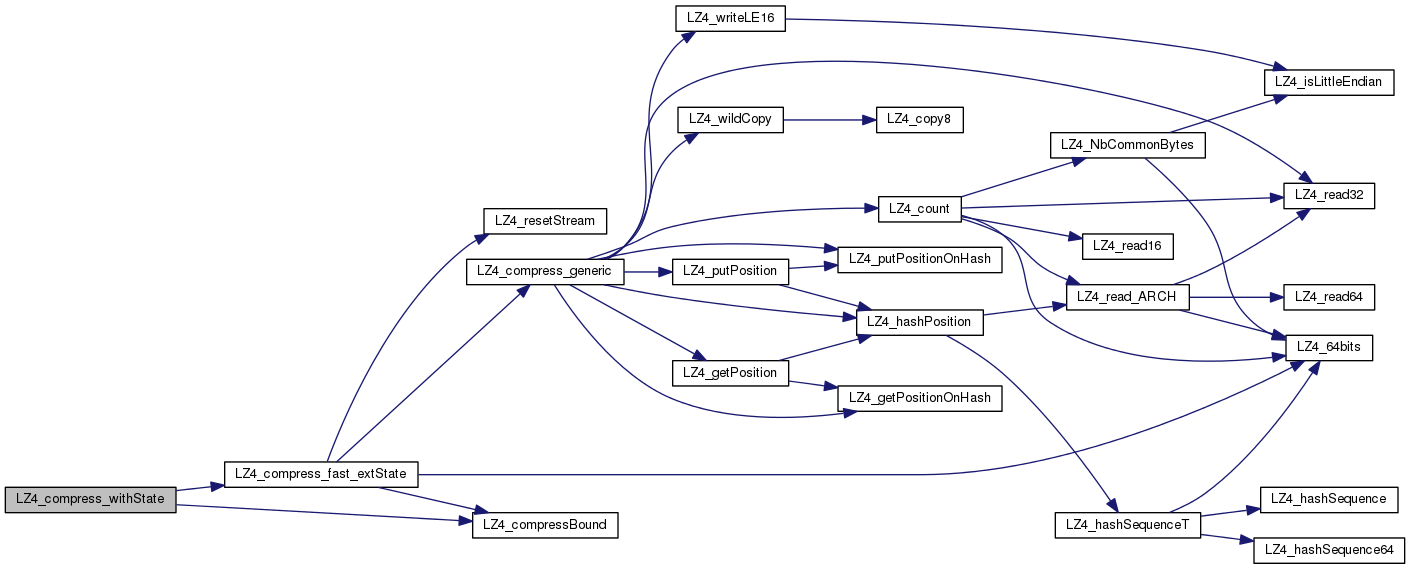 LZ4_writeLE16
LZ4_isLittleEndian
LZ4_wildCopy
LZ4_copy8
LZ4_NbCommonBytes
LZ4_read32
LZ4_count
LZ4_resetStream
LZ4_read16
LZ4_putPositionOnHash
LZ4_compress_generic
LZ4_putPosition
LZ4_read_ARCH
LZ4_read64
LZ4_hashPosition
LZ4_64bits
LZ4_getPosition
LZ4_getPositionOnHash
LZ4_compress_fast_extState
LZ4_compress_withState
LZ4_hashSequence
LZ4_compressBound
LZ4_hashSequenceT
LZ4_hashSequence64